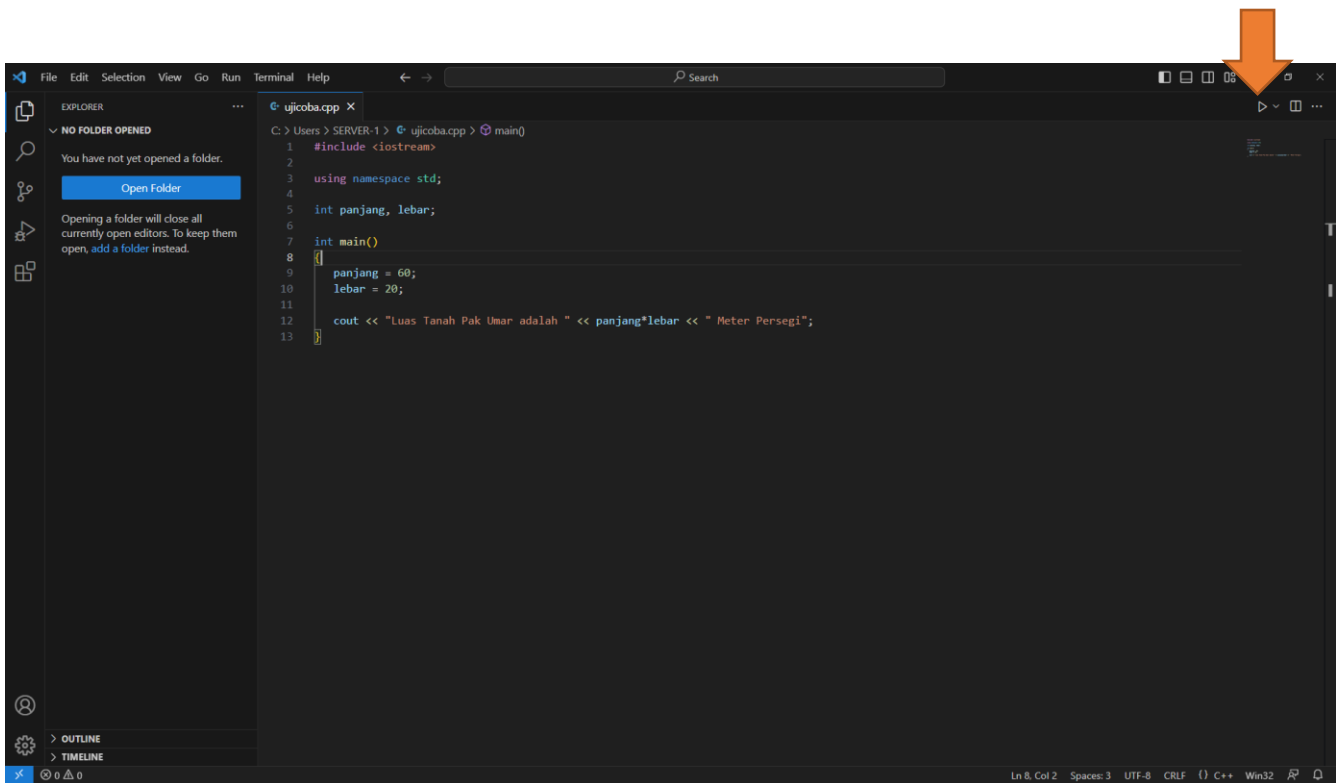 File Edit Selection View Go Run Terminal Help
Search
EXPLORER
ujicoba.cpp
NO FOLDER OPENED
C: > Users > SERVER-1 > ujicoba.cpp > main()
You have not yet opened a folder.
Open Folder
Opening a folder will close all
currently open editors. To keep them
open, add a folder instead.
1 #include <iostream>
2
3 using namespace std;
4
5 int panjang, lebar;
6
7 int main()
8 {
9 panjang = 60;
10 lebar = 20;
11
12 cout << "Luas Tanah Pak Umar adalah " << panjang*lebar << " Meter Persegi";
13 }
OUTLINE
TIMELINE
0 0
Ln 8, Col 2 Spaces: 3 UTF-8 CRLF {} C++ Win32